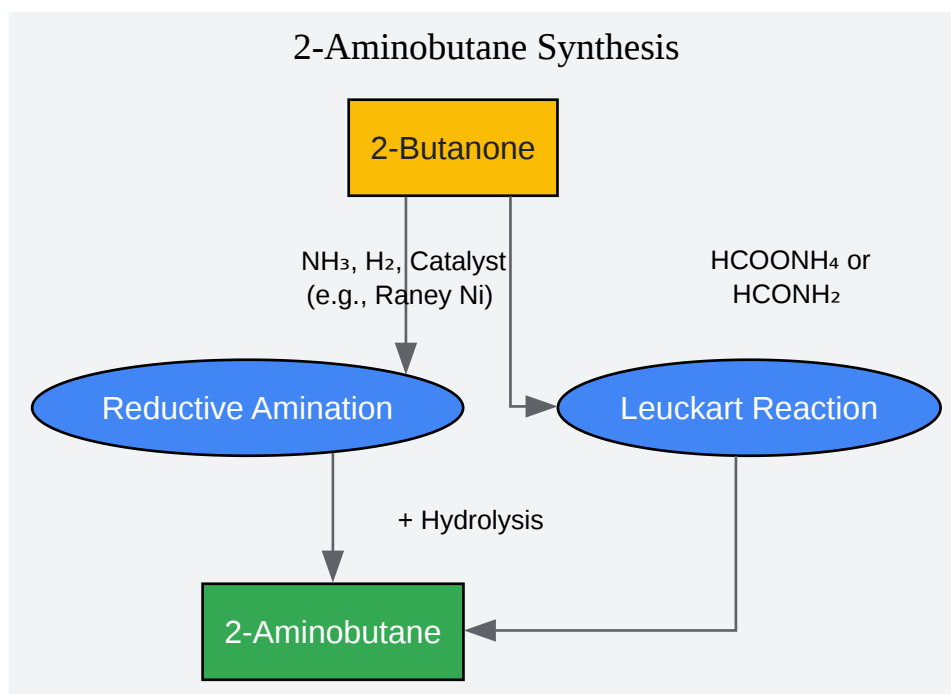 2-Aminobutane Synthesis
2-Butanone
NH₃, H₂, Catalyst
(e.g., Raney Ni)
HCOONH₄ or
HCONH₂
Reductive Amination
Leuckart Reaction
+ Hydrolysis
2-Aminobutane